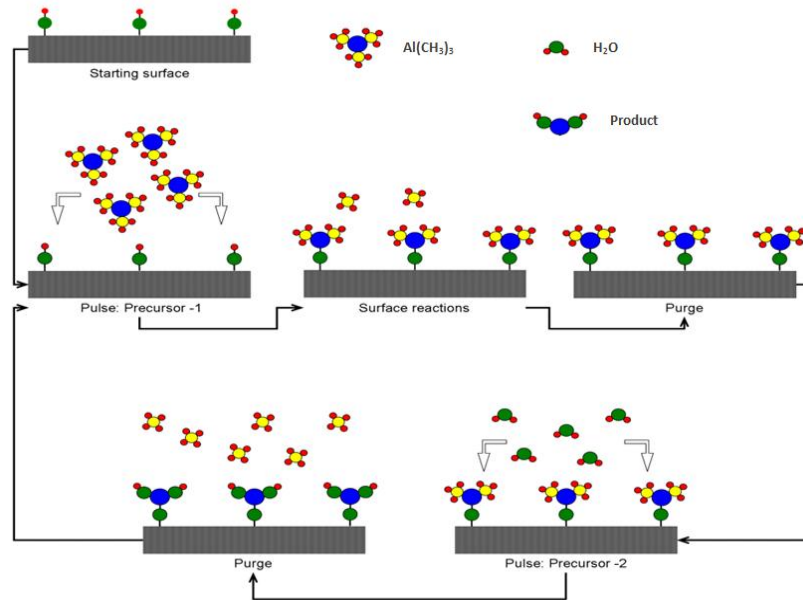 Starting surface
Al(CH₃)₃
H₂O
Product
Pulse: Precursor -1
Surface reactions
Purge
Purge
Pulse: Precursor -2